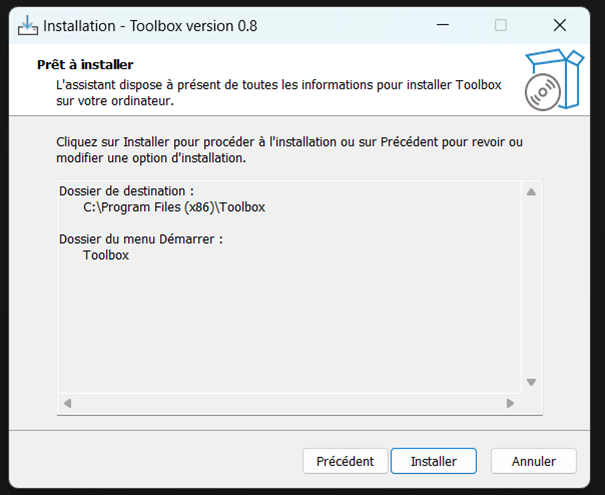 Installation - Toolbox version 0.8
Prêt à installer
L'assistant dispose à présent de toutes les informations pour installer Toolbox
sur votre ordinateur.
Cliquez sur Installer pour procéder à l'installation ou sur Précédent pour revoir ou
modifier une option d'installation.
Dossier de destination :
C:\Program Files (x86)\Toolbox
Dossier du menu Démarrer :
Toolbox
Précédent
Installer
Annuler